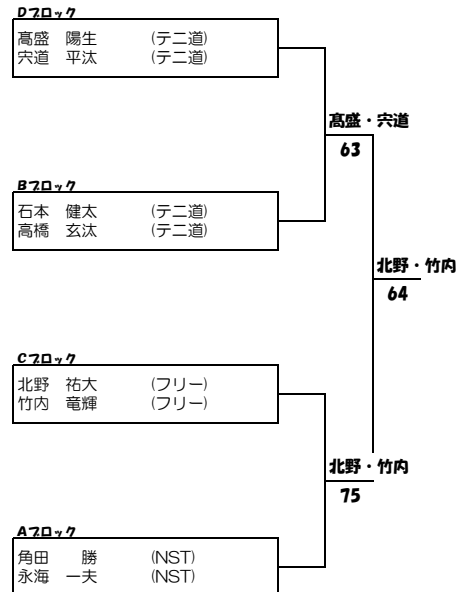 Dブロック
髙盛 陽生 (テニ道)
宍道 平汰 (テニ道)
髙盛・宍道
63
Bブロック
石本 健太 (テニ道)
高橋 玄汰 (テニ道)
北野・竹内
64
Cブロック
北野 祐大 (フリー)
竹内 竜輝 (フリー)
北野・竹内
75
Aブロック
角田 勝 (NST)
永海 一夫 (NST)